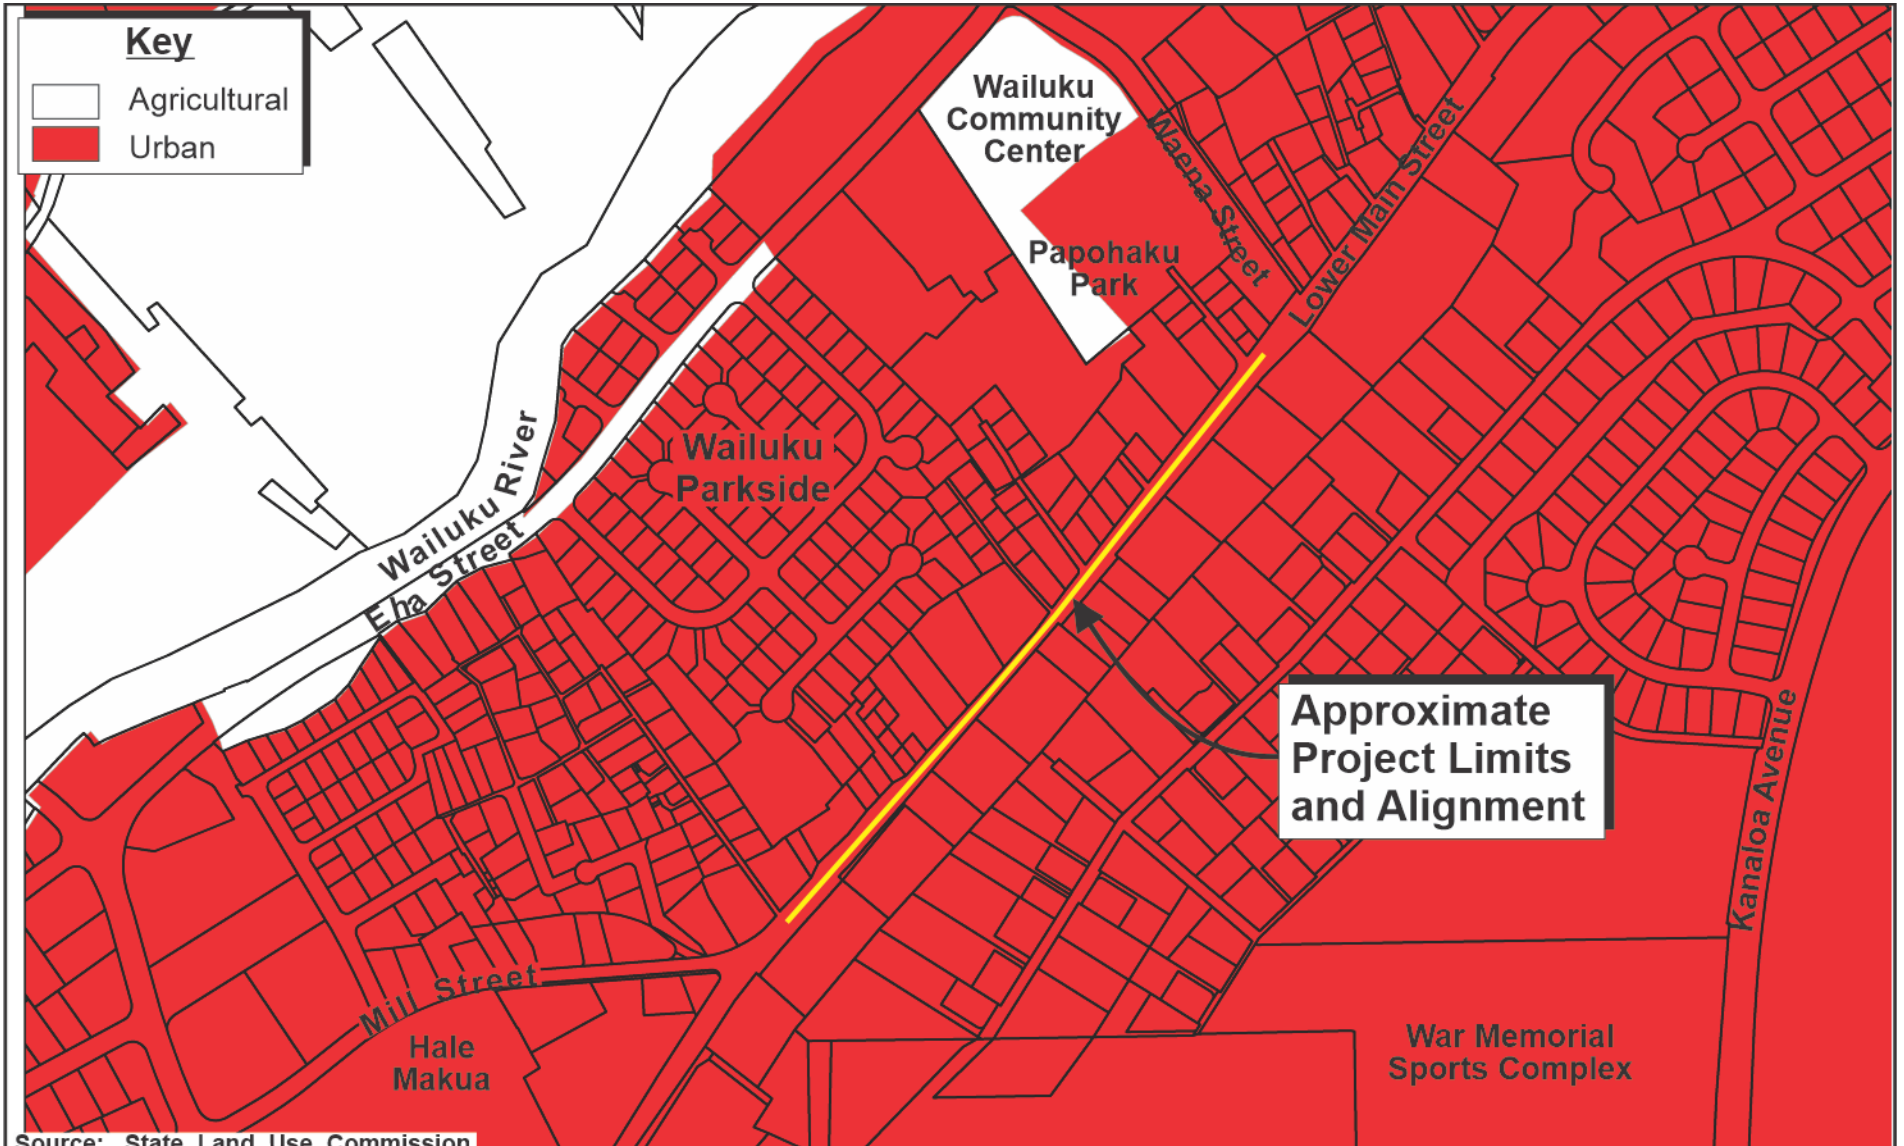 Key
Agricultural
Urban
Wailuku
Community
Center
Waena Street
Lower Main Street
Papohaku
Park
Wailuku River
Eha Street
Wailuku
Parkside
Approximate
Project Limits
and Alignment
Kanaloa Avenue
Mill Street
Hale
Makua
War Memorial
Sports Complex
Source: State Land Use Commission